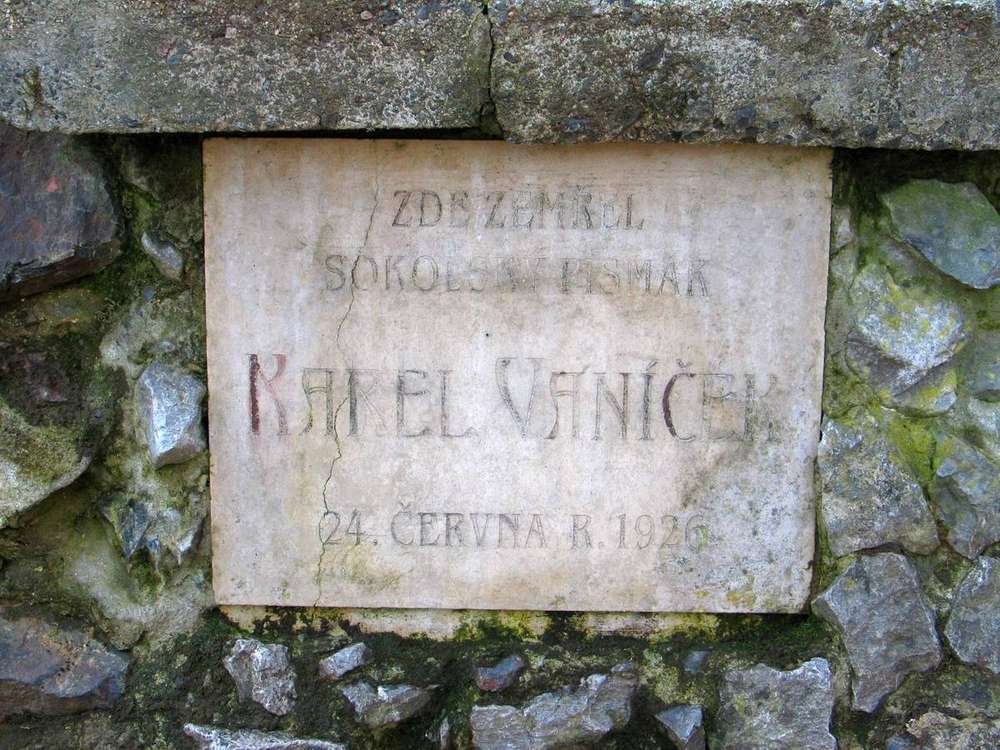 ZDE ZEMŘEL
SOKOLSKÝ PÍSMÁK
KAREL VANÍČEK
24. ČERVNA R. 1926